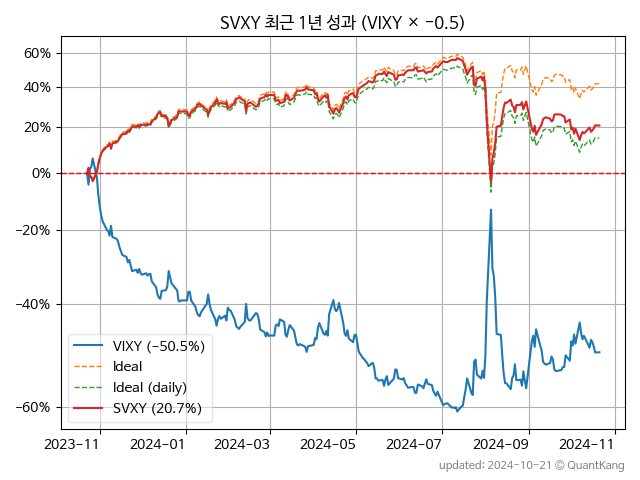 SVXY 최근 1년 성과 (VIXY × −0.5)
60%
40%
20%
0%
−20%
−40%
−60%
VIXY (−50.5%)
Ideal
Ideal (daily)
SVXY (20.7%)
2023-11 2024-01 2024-03 2024-05 2024-07 2024-09 2024-11
updated: 2024-10-21 © QuantKang